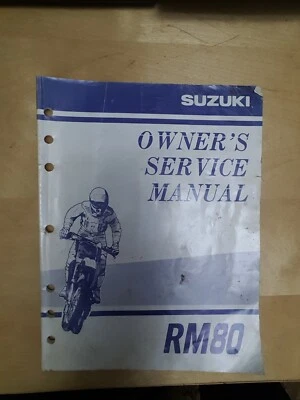 SUZUKI
OWNER'S
SERVICE
MANUAL
RM80